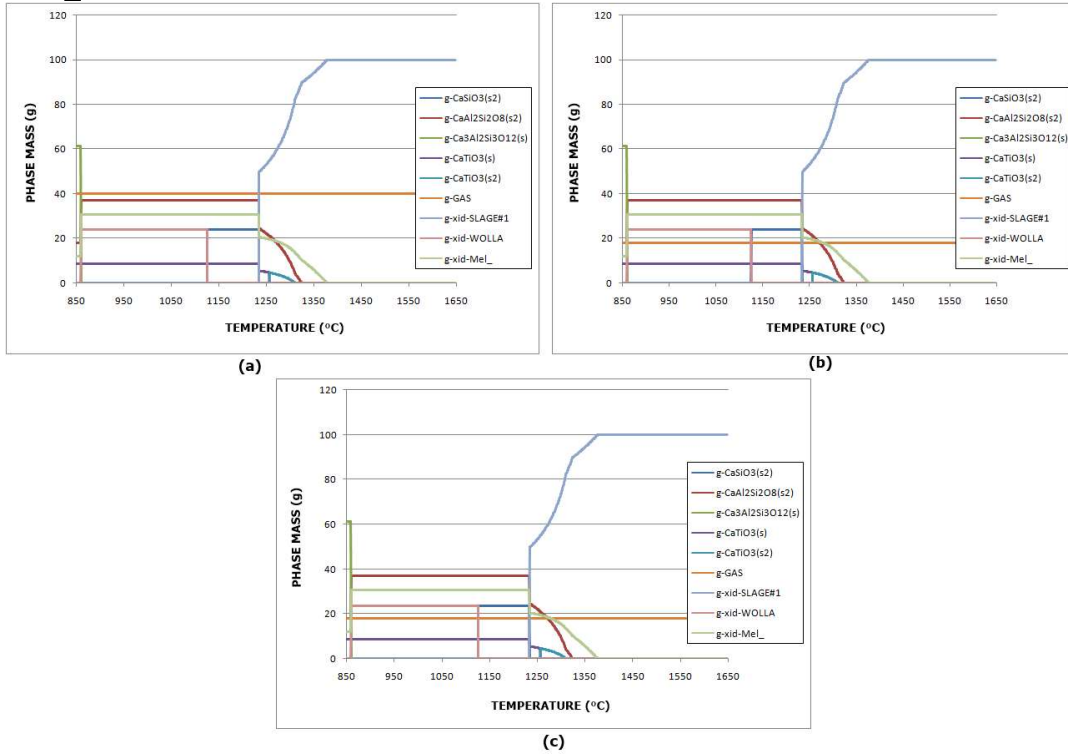 120
100
80
60
40
20
0
PHASE MASS (g)
850 950 1050 1150 1250 1350 1450 1550 1650
TEMPERATURE (ºC)
g-CaSiO3(s2)
g-CaAl2Si2O8(s2)
g-Ca3Al2Si3O12(s)
g-CaTiO3(s)
g-CaTiO3(s2)
g-GAS
g-xid-SLAGE#1
g-xid-WOLLA
g-xid-Mel_
(a)
120
100
80
60
40
20
0
PHASE MASS (g)
850 950 1050 1150 1250 1350 1450 1550 1650
TEMPERATURE (ºC)
g-CaSiO3(s2)
g-CaAl2Si2O8(s2)
g-Ca3Al2Si3O12(s)
g-CaTiO3(s)
g-CaTiO3(s2)
g-GAS
g-xid-SLAGE#1
g-xid-WOLLA
g-xid-Mel_
(b)
120
100
80
60
40
20
0
PHASE MASS (g)
850 950 1050 1150 1250 1350 1450 1550 1650
TEMPERATURE (ºC)
g-CaSiO3(s2)
g-CaAl2Si2O8(s2)
g-Ca3Al2Si3O12(s)
g-CaTiO3(s)
g-CaTiO3(s2)
g-GAS
g-xid-SLAGE#1
g-xid-WOLLA
g-xid-Mel_
(c)